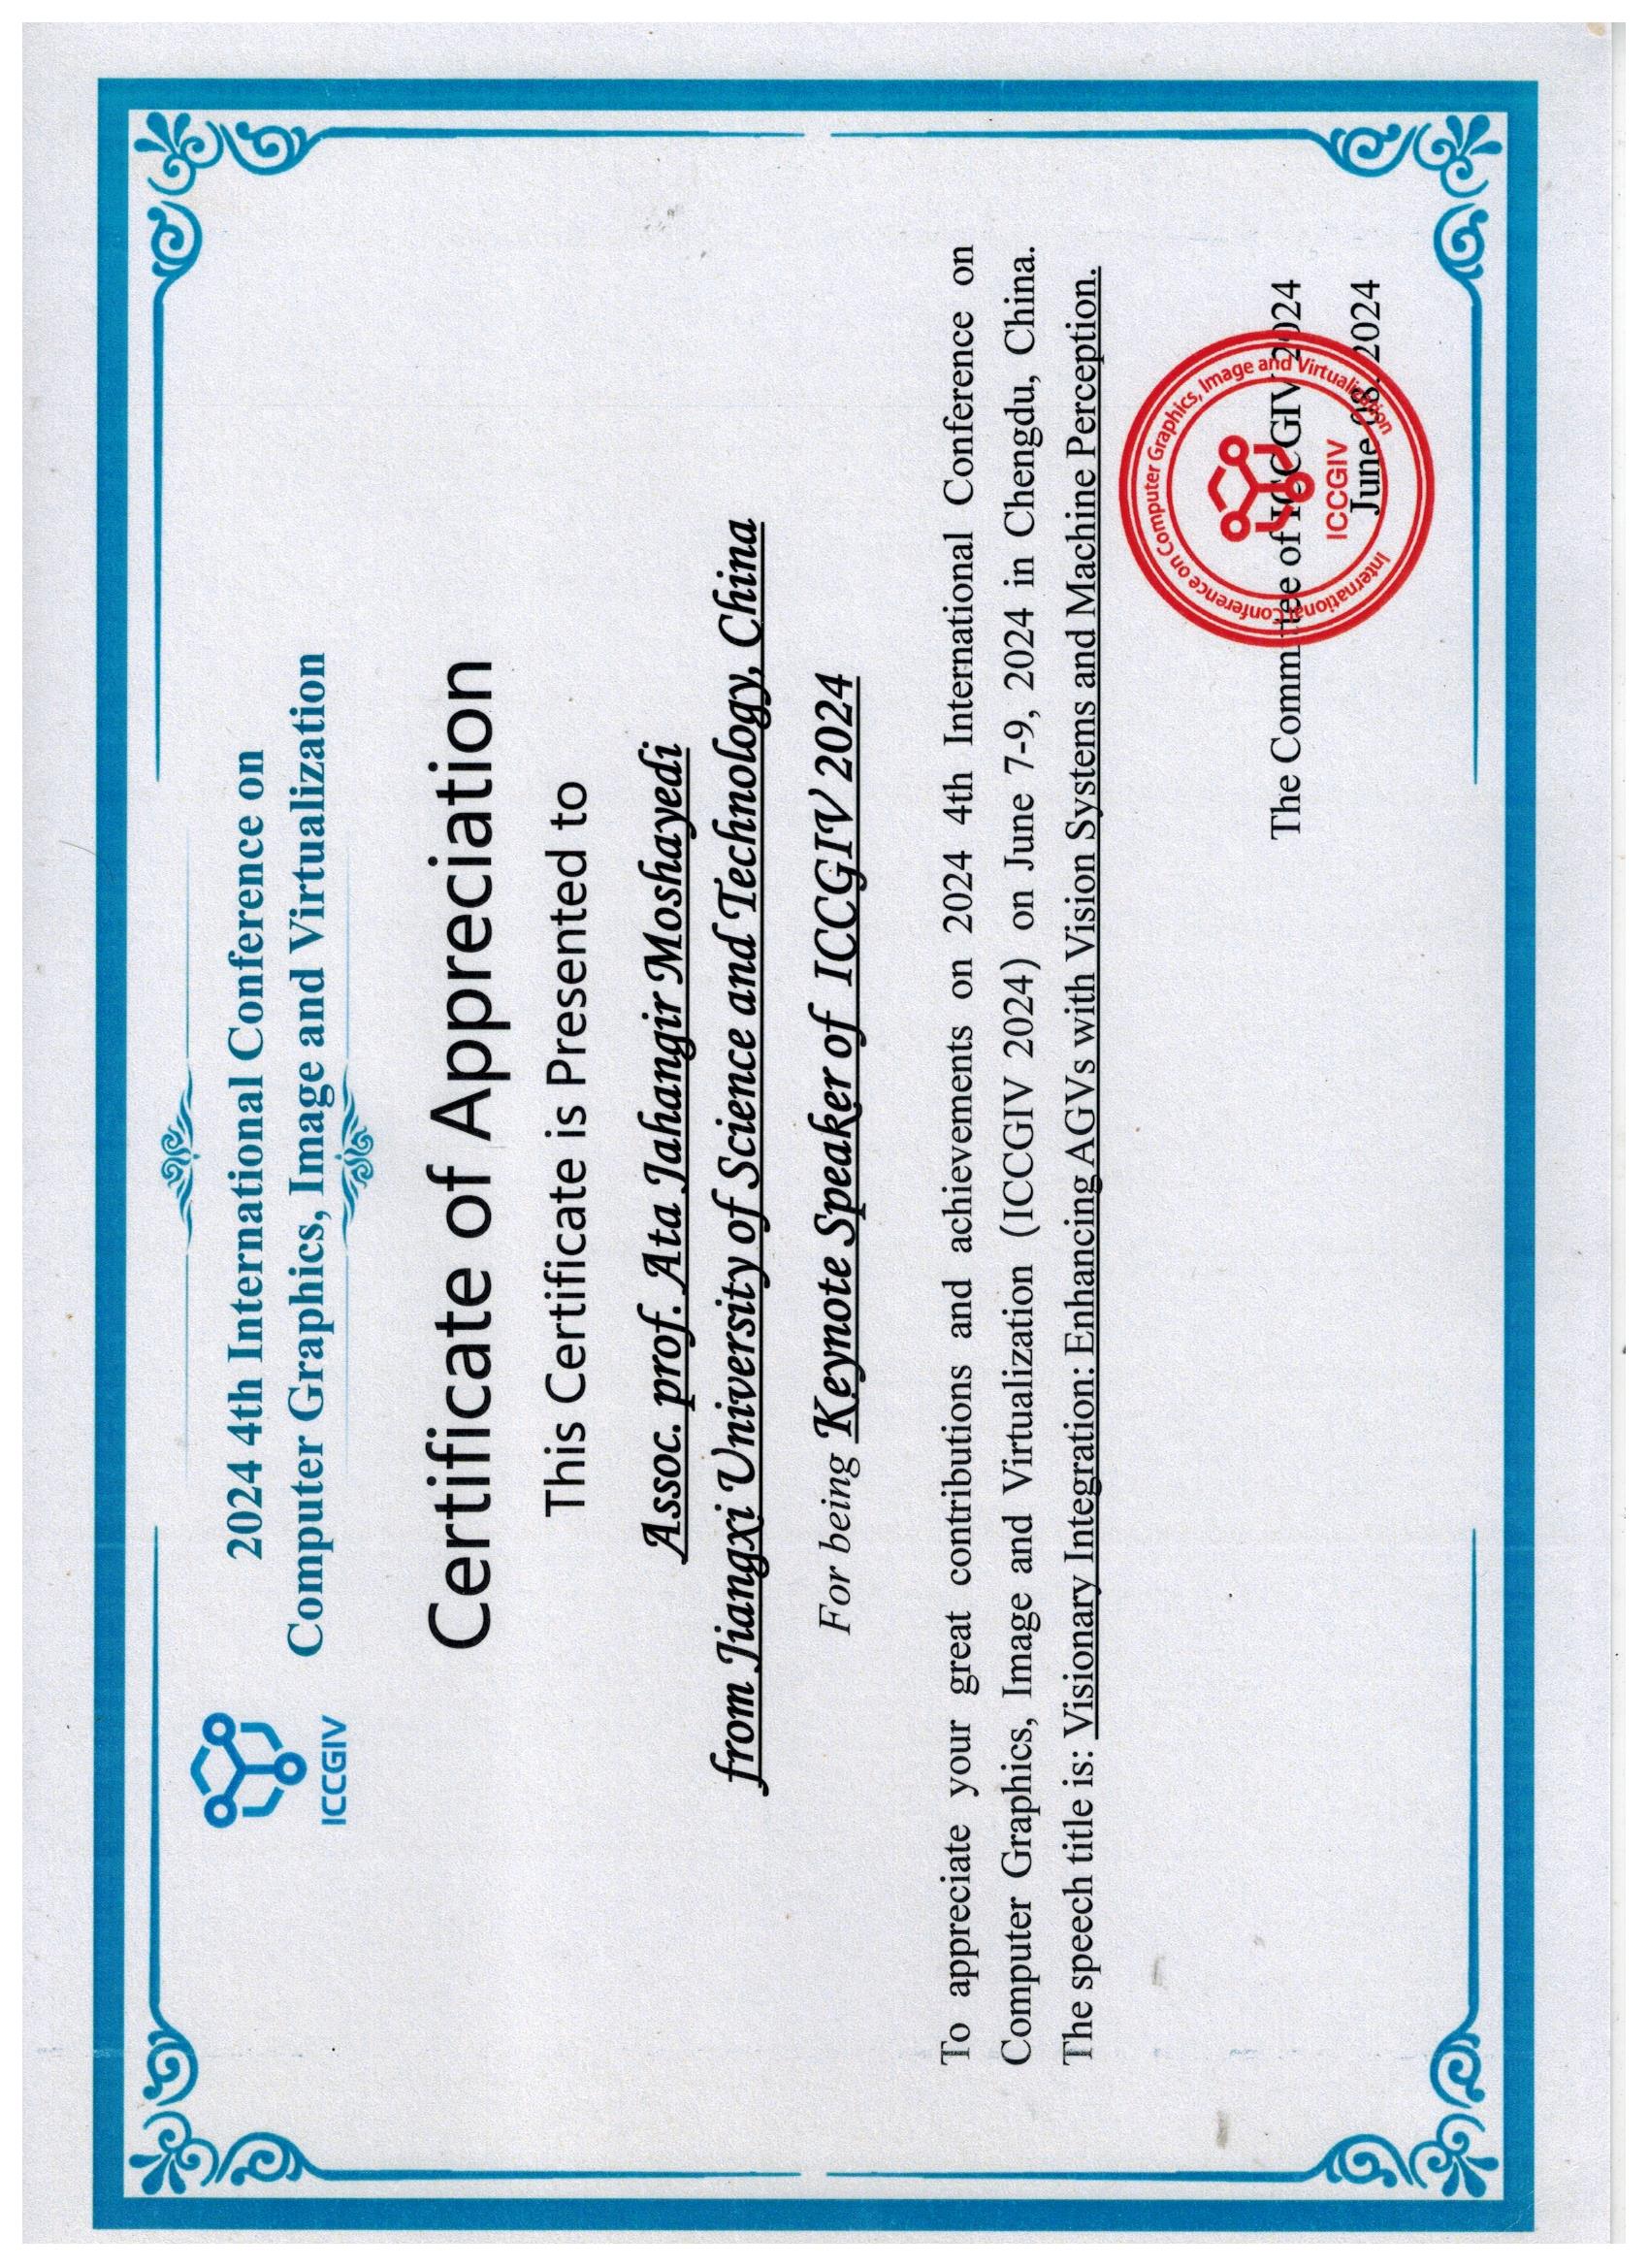 ICCGIV
2024 4th International Conference on
Computer Graphics, Image and Virtualization
Certificate of Appreciation
This Certificate is Presented to
Assoc. prof. Ata Jahangir Moshayedi
from Jiangxi University of Science and Technology, China
For being Keynote Speaker of ICCGIV 2024
To appreciate your great contributions and achievements on 2024 4th International Conference on
Computer Graphics, Image and Virtualization (ICCGIV 2024) on June 7-9, 2024 in Chengdu, China.
The speech title is: Visionary Integration: Enhancing AGVs with Vision Systems and Machine Perception.
The Committee of ICCGIV 2024
June 08, 2024
International Conference on Computer Graphics, Image and Virtualization
ICCGIV